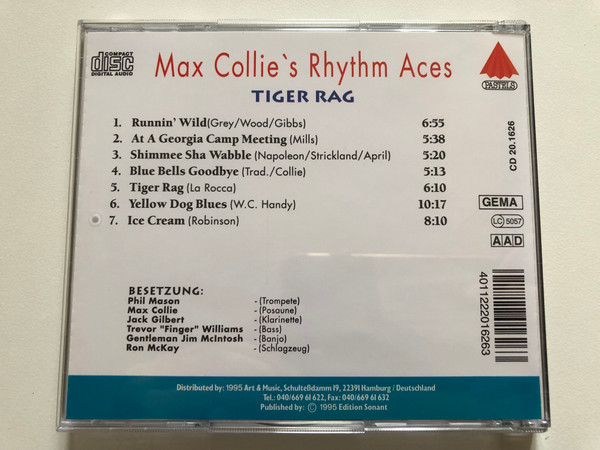 COMPACT
disc
DIGITAL AUDIO
Max Collie`s Rhythm Aces
TIGER RAG
PASTELS
CD 20.1626
1. Runnin' Wild (Grey/Wood/Gibbs) 6:55
2. At A Georgia Camp Meeting (Mills) 5:38
3. Shimmee Sha Wabble (Napoleon/Strickland/April) 5:20
4. Blue Bells Goodbye (Trad./Collie) 5:13
5. Tiger Rag (La Rocca) 6:10
6. Yellow Dog Blues (W.C. Handy) 10:17
7. Ice Cream (Robinson) 8:10
GEMA
LC 5057
AAD
4011222016263
BESETZUNG:
Phil Mason - (Trompete)
Max Collie - (Posaune)
Jack Gilbert - (Klarinette)
Trevor "Finger" Williams - (Bass)
Gentleman Jim McIntosh - (Banjo)
Ron McKay - (Schlagzeug)
Distributed by: 1995 Art & Music, Schulteßdamm 19, 22391 Hamburg / Deutschland
Tel.: 040/669 61 622, Fax: 040/669 61 632
Published by: © 1995 Edition Sonant